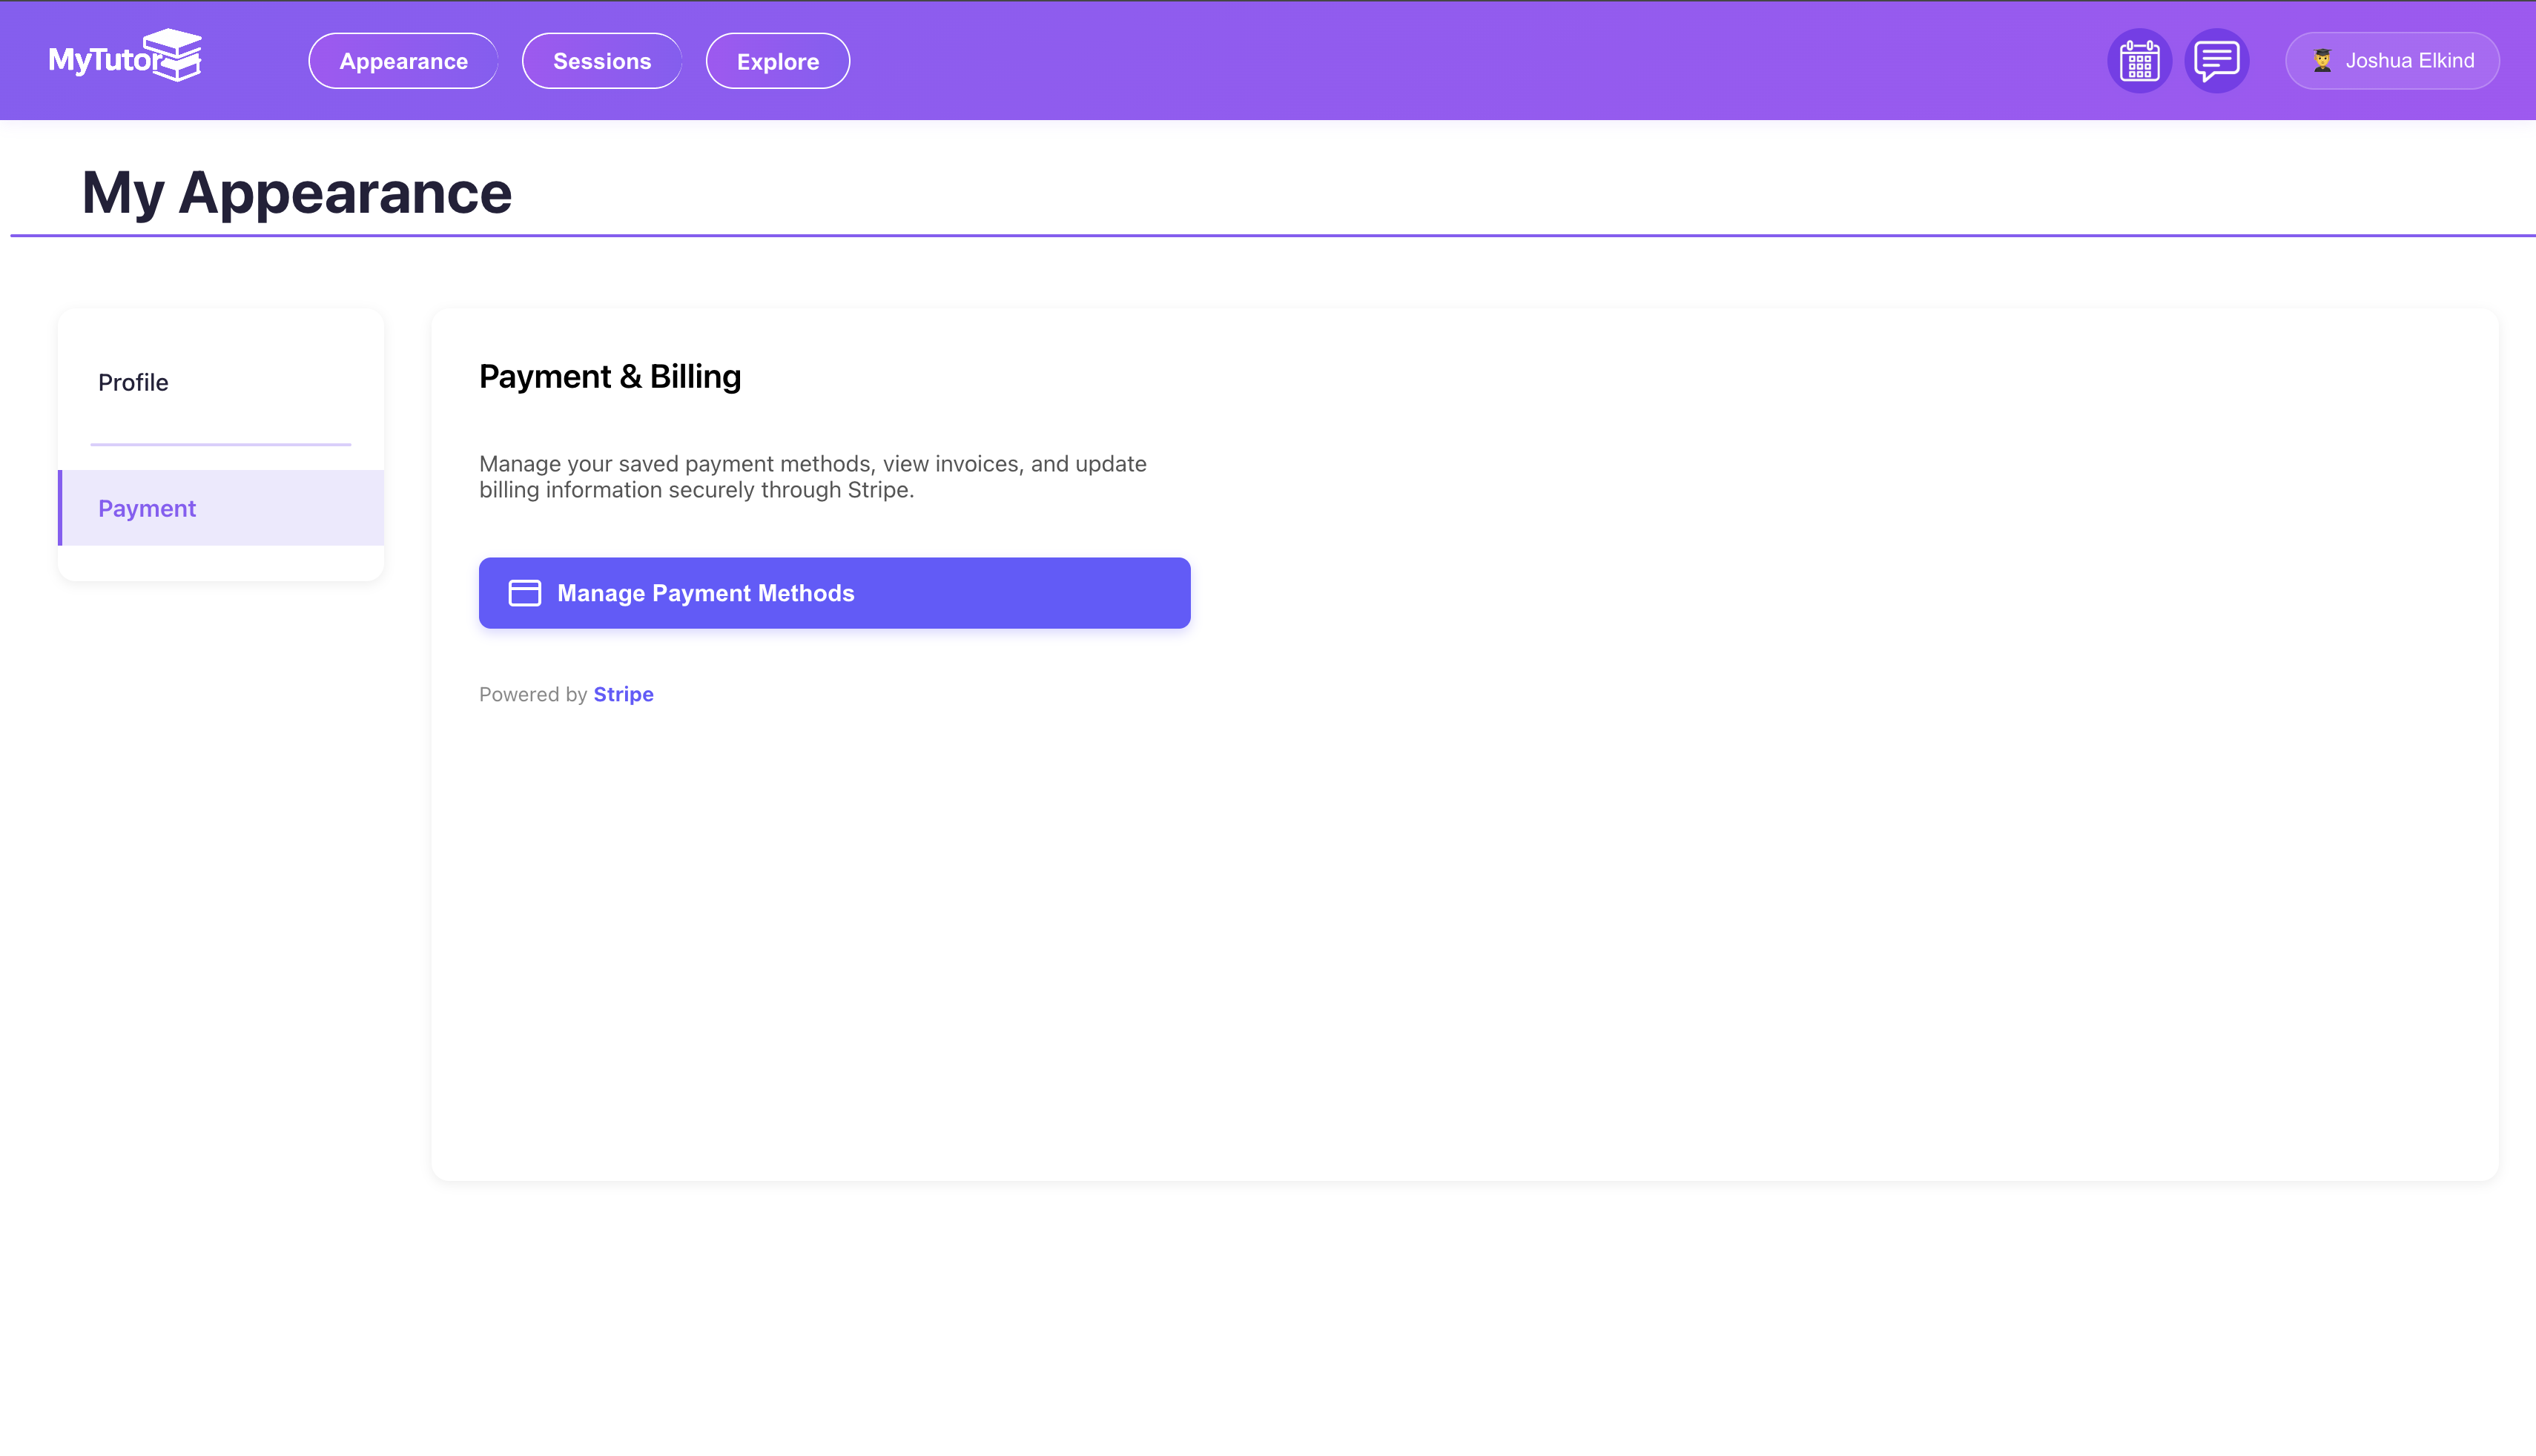 MyTutor
Appearance
Sessions
Explore
Joshua Elkind
My Appearance
Profile
Payment
Payment & Billing
Manage your saved payment methods, view invoices, and update
billing information securely through Stripe.
Manage Payment Methods
Powered by Stripe